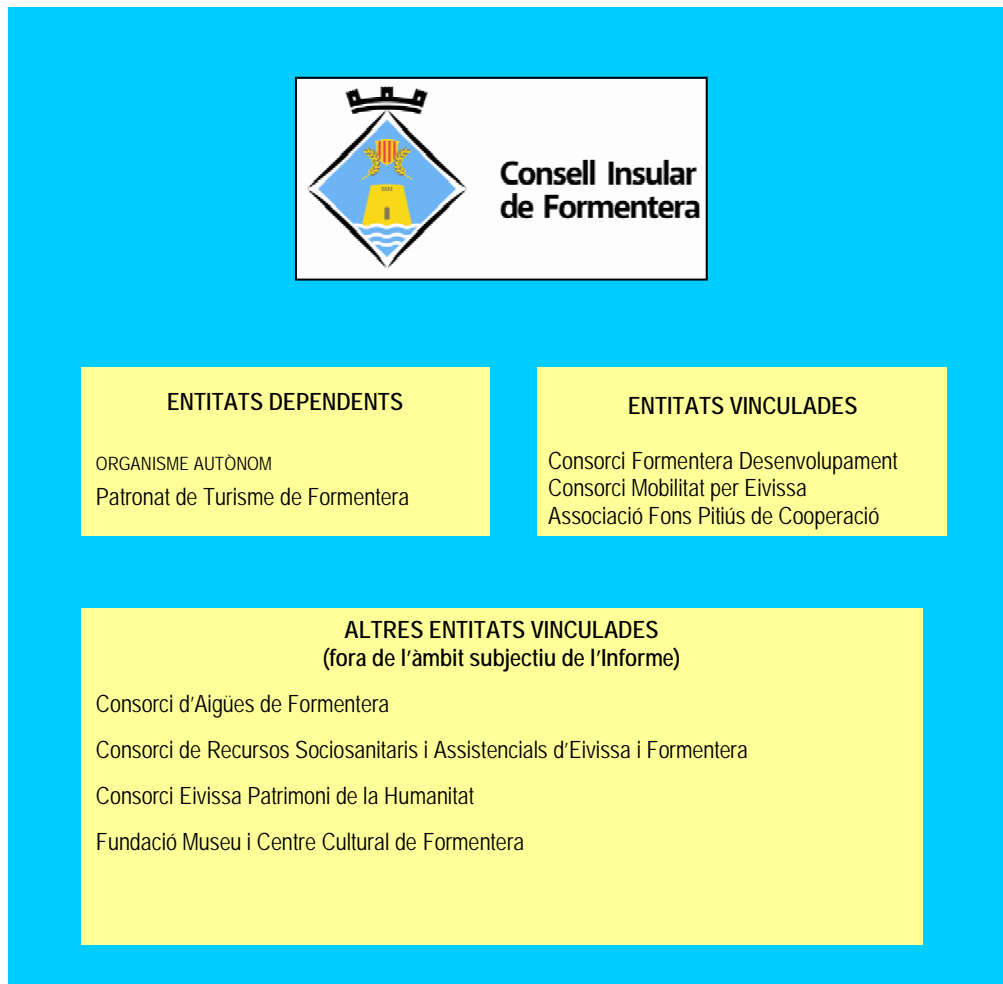 Consell Insular
de Formentera
ENTITATS DEPENDENTS
ORGANISME AUTÒNOM
Patronat de Turisme de Formentera
ENTITATS VINCULADES
Consorci Formentera Desenvolupament
Consorci Mobilitat per Eivissa
Associació Fons Pitiús de Cooperació
ALTRES ENTITATS VINCULADES
(fora de l'àmbit subjectiu de l'Informe)
Consorci d'Aigües de Formentera
Consorci de Recursos Sociosanitaris i Assistencials d'Eivissa i Formentera
Consorci Eivissa Patrimoni de la Humanitat
Fundació Museu i Centre Cultural de Formentera